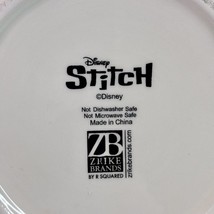 Disney
StitcH
©Disney
Not Dishwasher Safe
Not Microwave Safe
Made in China
ZB
ZRIKE
BRANDS
BY R SQUARED
zrikebrands.com